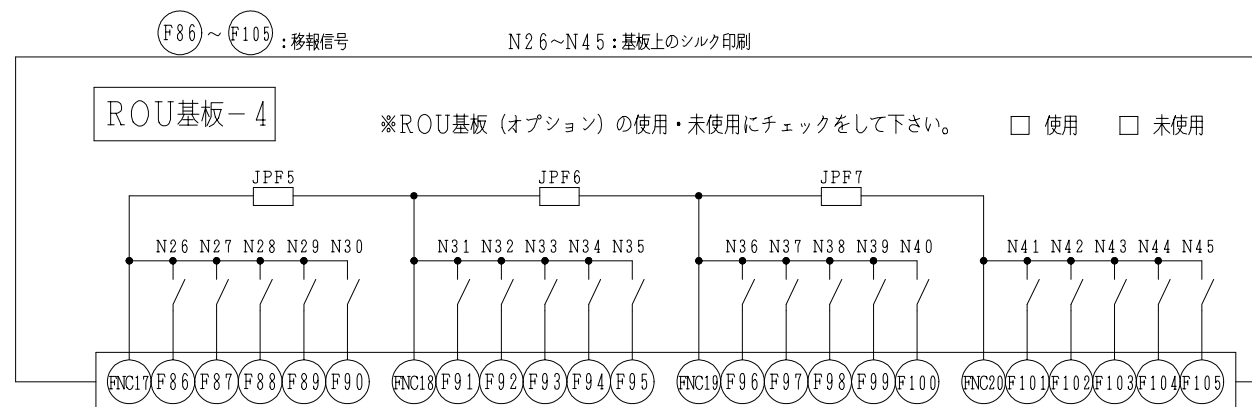 F86～F105：移報信号　N26～N45：基板上のシルク印刷
ROU基板－4
※ROU基板（オプション）の使用・未使用にチェックをして下さい。　□ 使用　□ 未使用
JPF5 JPF6 JPF7
N26 N27 N28 N29 N30 N31 N32 N33 N34 N35 N36 N37 N38 N39 N40 N41 N42 N43 N44 N45
FNC17 F86 F87 F88 F89 F90 FNC18 F91 F92 F93 F94 F95 FNC19 F96 F97 F98 F99 F100 FNC20 F101 F102 F103 F104 F105